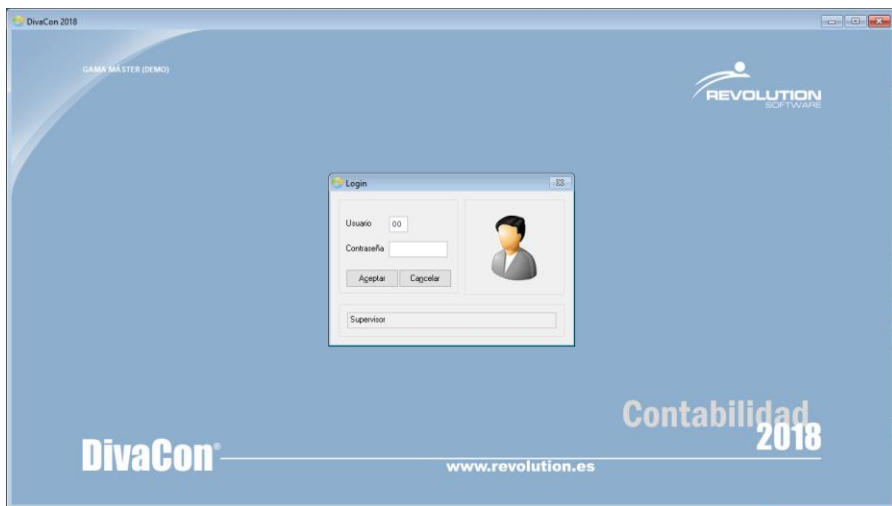 DivaCon 2018
GAMA MÁSTER (DEMO)
REVOLUTION
SOFTWARE
Login
Usuario 00
Contraseña
Aceptar Cancelar
Supervisor
Contabilidad
2018
DivaCon®
www.revolution.es